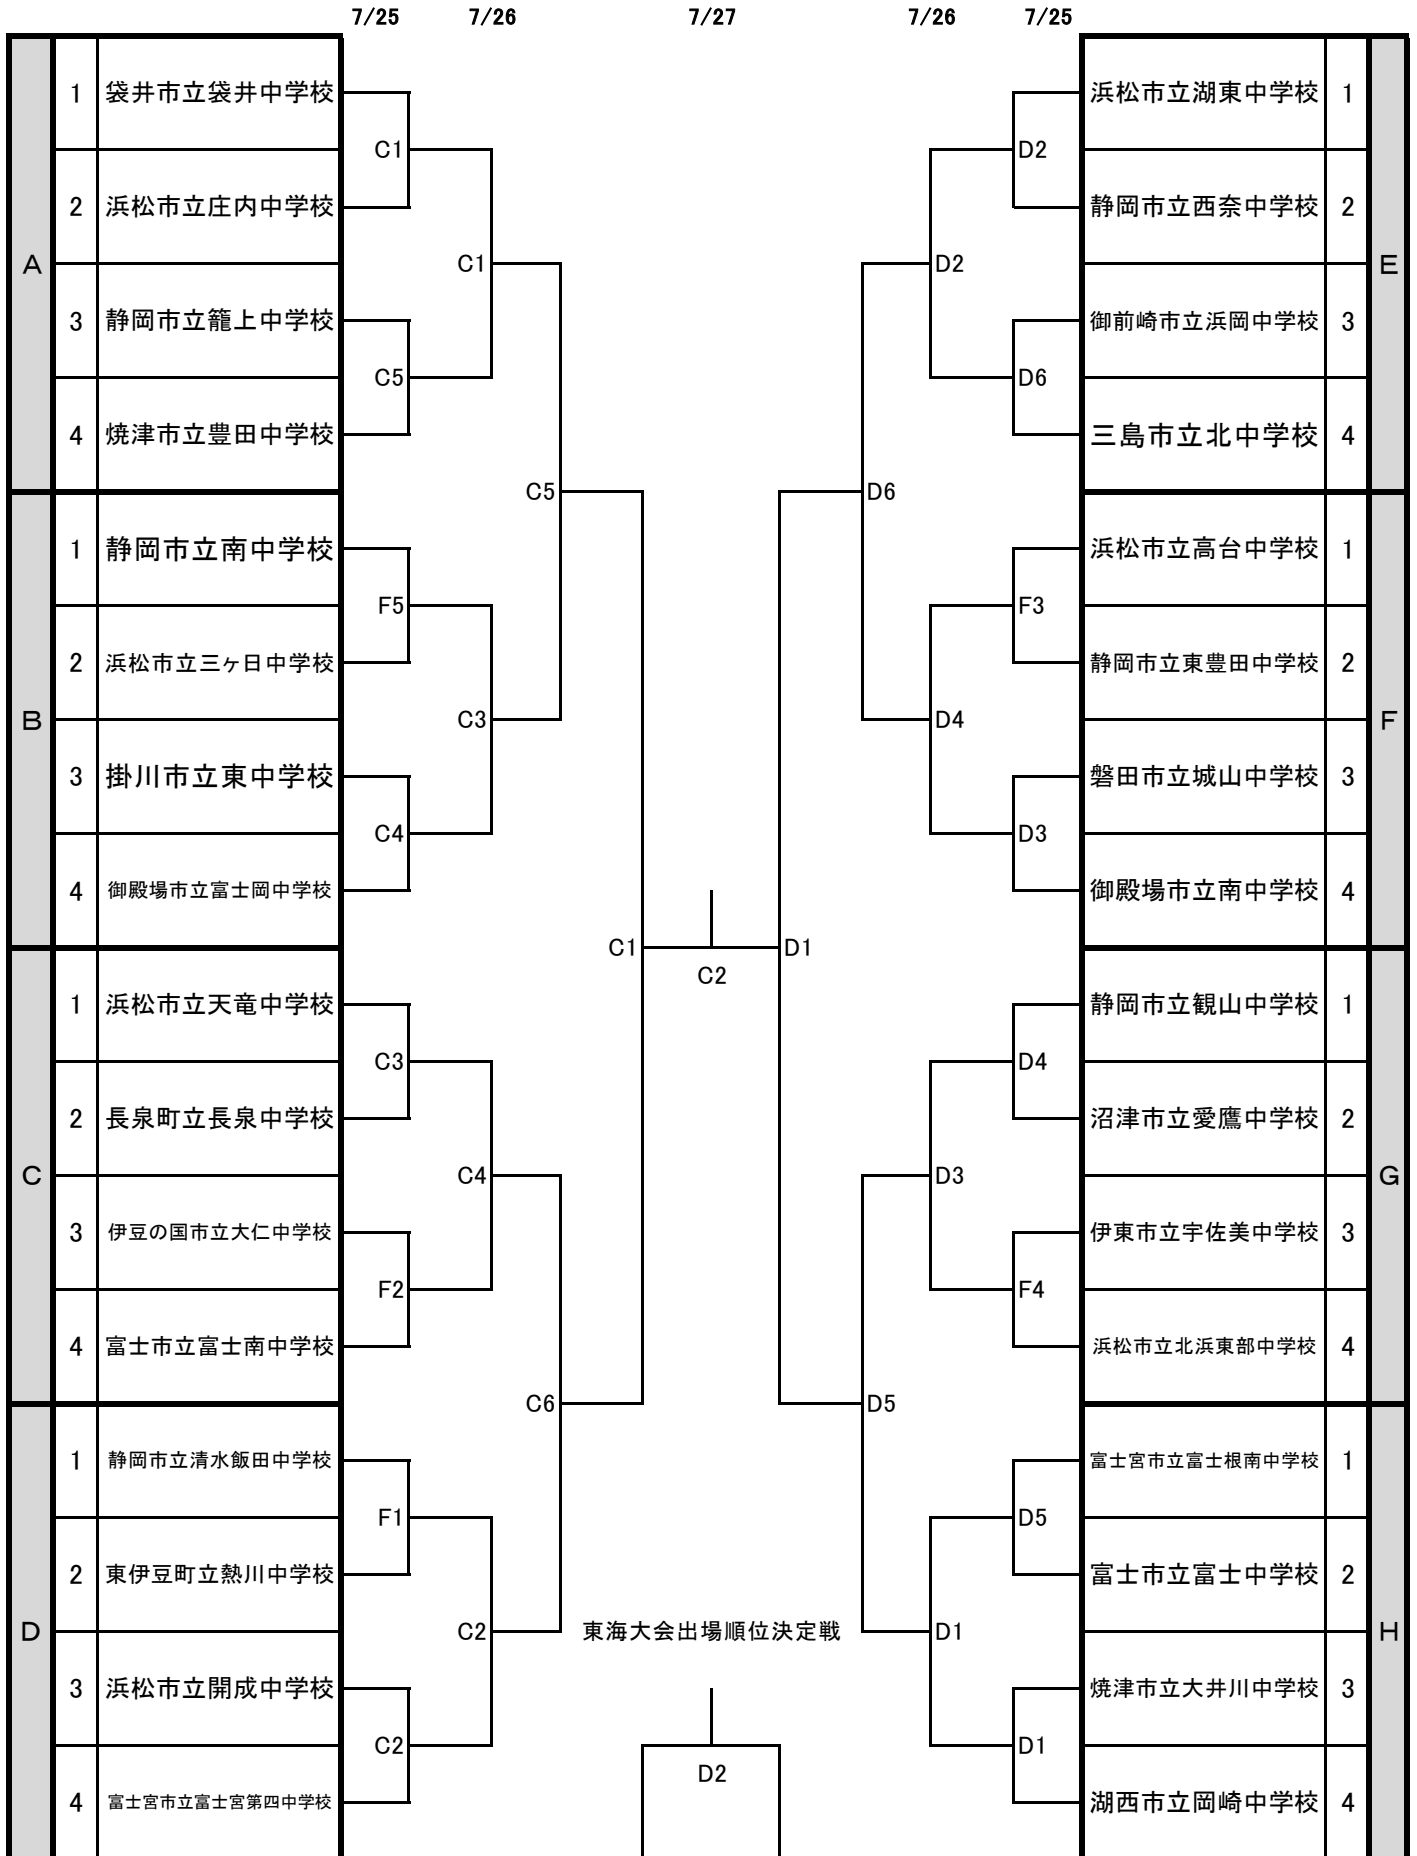 7/25 7/26 7/27 7/26 7/25
1 袋井市立袋井中学校 浜松市立湖東中学校 1
C1 D2
2 浜松市立庄内中学校 静岡市立西奈中学校 2
A C1 D2 E
3 静岡市立籠上中学校 御前崎市立浜岡中学校 3
C5 D6
4 焼津市立豊田中学校 三島市立北中学校 4
C5 D6
1 静岡市立南中学校 浜松市立高台中学校 1
F5 F3
2 浜松市立三ヶ日中学校 静岡市立東豊田中学校 2
B C3 D4 F
3 掛川市立東中学校 磐田市立城山中学校 3
C4 D3
4 御殿場市立富士岡中学校 御殿場市立南中学校 4
C1 D1
C2
1 浜松市立天竜中学校 静岡市立観山中学校 1
C3 D4
2 長泉町立長泉中学校 沼津市立愛鷹中学校 2
C C4 D3 G
3 伊豆の国市立大仁中学校 伊東市立宇佐美中学校 3
F2 F4
4 富士市立富士南中学校 浜松市立北浜東部中学校 4
C6 D5
1 静岡市立清水飯田中学校 富士宮市立富士根南中学校 1
F1 D5
2 東伊豆町立熱川中学校 富士市立富士中学校 2
D C2 東海大会出場順位決定戦 D1 H
3 浜松市立開成中学校 焼津市立大井川中学校 3
C2 D1
D2
4 富士宮市立富士宮第四中学校 湖西市立岡崎中学校 4